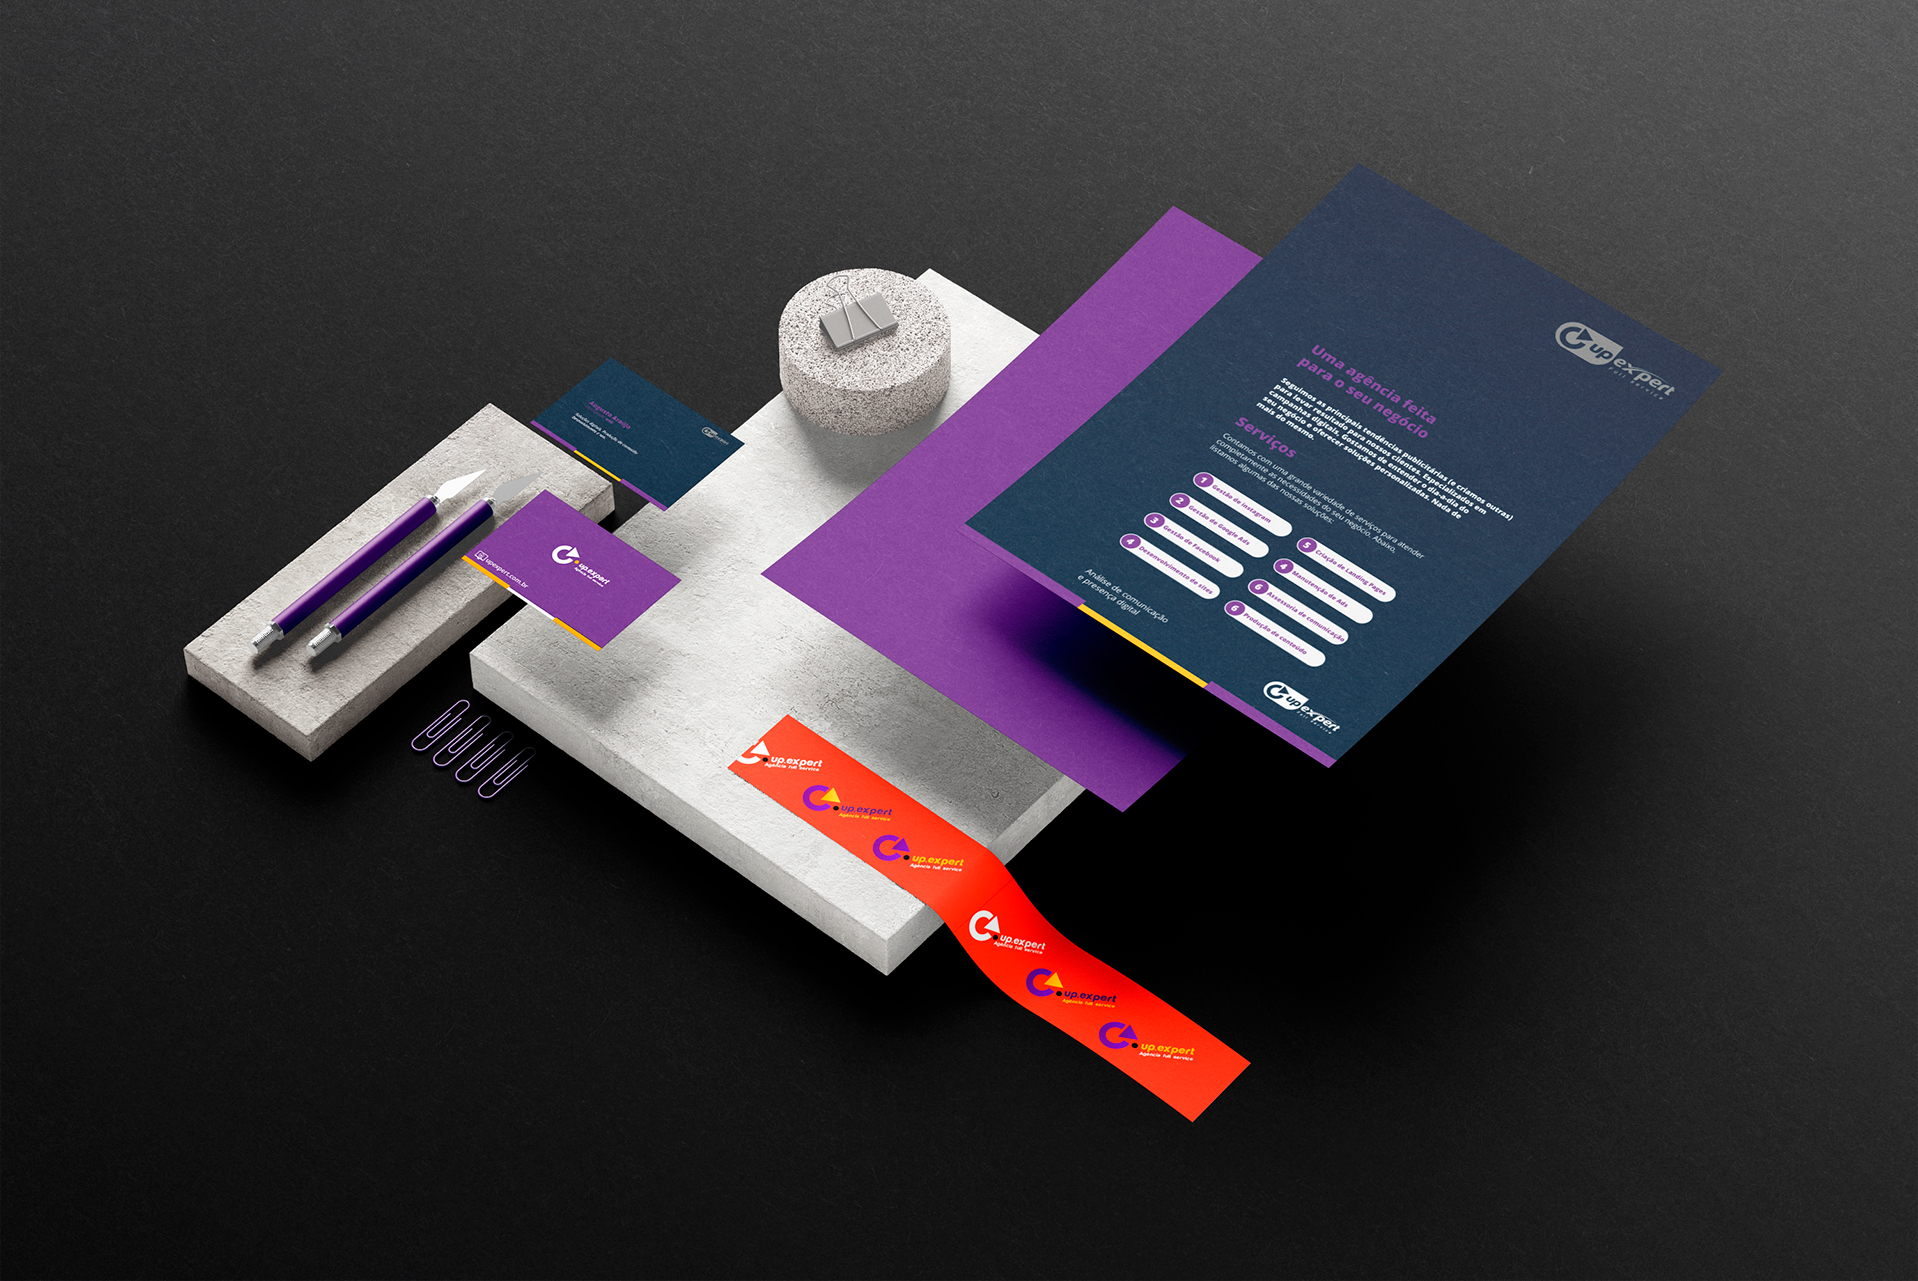 up expert
Full Service
Uma agência feita
para o seu negócio
Seguimos as principais tendências publicitárias (e criamos outras)
para levar resultado para nossos clientes. Especializados em
campanhas digitais, Gostamos de entender o dia-a-dia do
seu negócio e oferecer soluções personalizadas. Nada de
mais do mesmo.
Serviços
Contamos com uma grande variedade de serviços para atender
completamente as necessidades do seu negócio. Abaixo,
listamos algumas das nossas soluções:
1 Gestão de Instagram
2 Gestão de Google Ads
3 Gestão de Facebook
4 Desenvolvimento de sites
5 Criação de Landing Pages
4 Manutenção de Ads
6 Assessoria de comunicação
6 Produção de conteúdo
Análise de comunicação
e presença digital
up expert
Full Service
Augusto Araújo
up.expert
Agência full service
upexpert.com.br
up.expert
Agência full service
up.expert
Agência full service
up.expert
Agência full service
up.expert
Agência full service
up.expert
Agência full service
up.expert
Agência full service